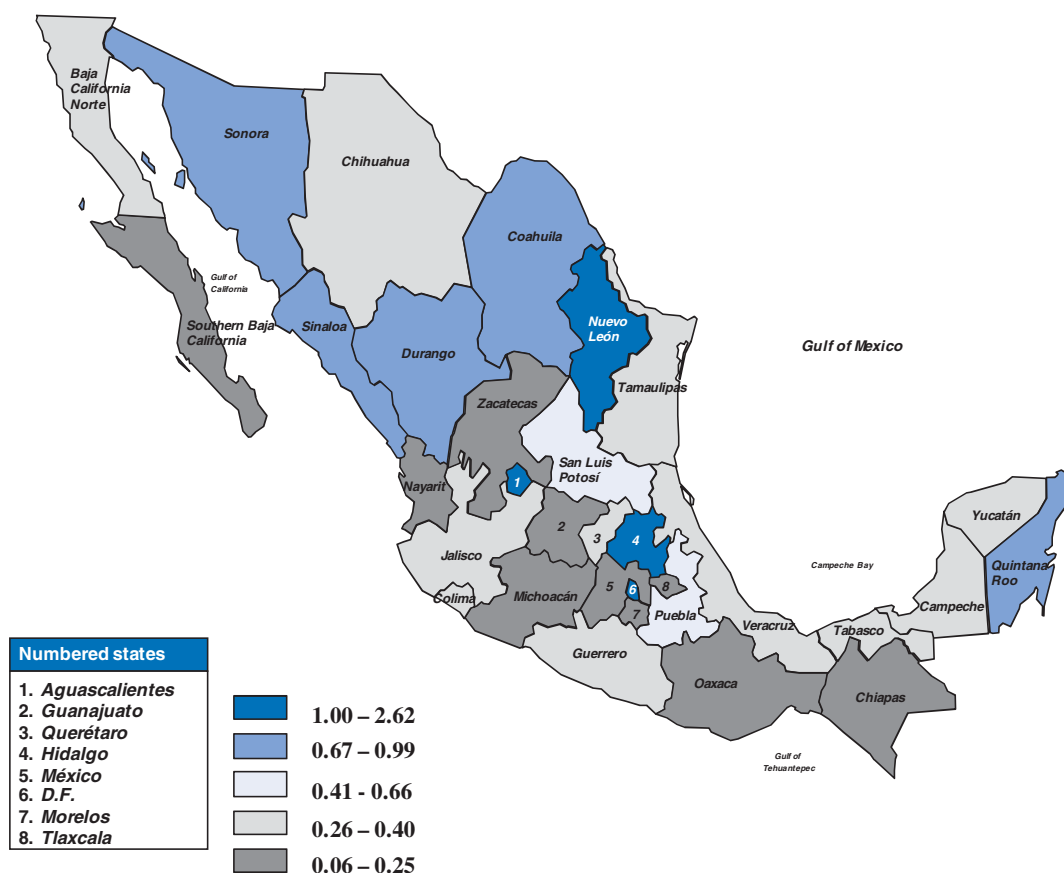 Baja
California
Norte
Sonora
Chihuahua
Coahuila
Gulf of
California
Southern Baja
California
Sinaloa
Durango
Nuevo
León
Gulf of Mexico
Tamaulipas
Zacatecas
San Luis
Potosí
Nayarit
1
2
3
4
Yucatán
Jalisco
Campeche Bay
Quintana
Roo
Colima
Michoacán
5
6
7
8
Puebla
Campeche
Veracruz
Tabasco
Guerrero
Oaxaca
Chiapas
Gulf of
Tehuantepec
Numbered states
1. Aguascalientes
2. Guanajuato
3. Querétaro
4. Hidalgo
5. México
6. D.F.
7. Morelos
8. Tlaxcala
1.00 – 2.62
0.67 – 0.99
0.41 - 0.66
0.26 – 0.40
0.06 – 0.25